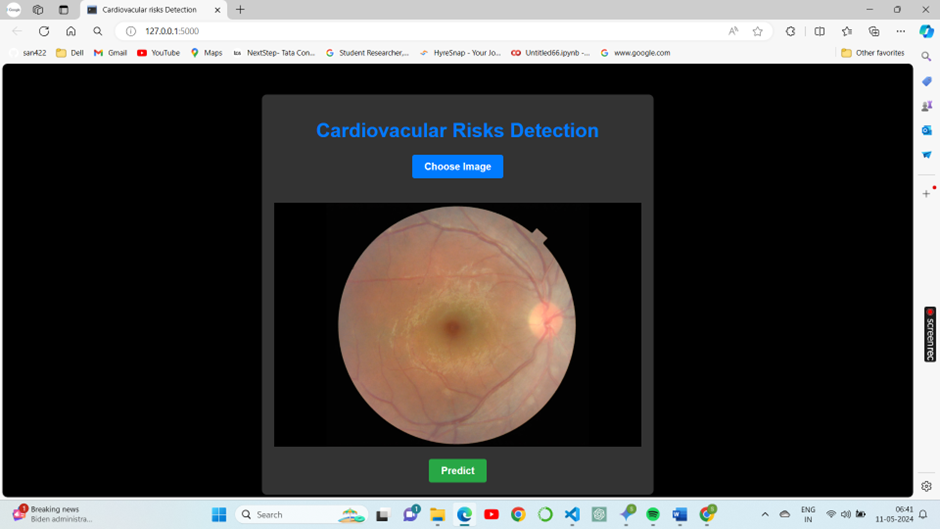 Cardiovacular risks Detection
127.0.0.1:5000
san422
Dell
Gmail
YouTube
Maps
NextStep- Tata Con...
Student Researcher,...
HyreSnap - Your Jo...
Untitled66.ipynb -...
www.google.com
Other favorites
Cardiovacular Risks Detection
Choose Image
Predict
screenrec
Breaking news
Biden administra...
Search
ENG
IN
06:41
11-05-2024